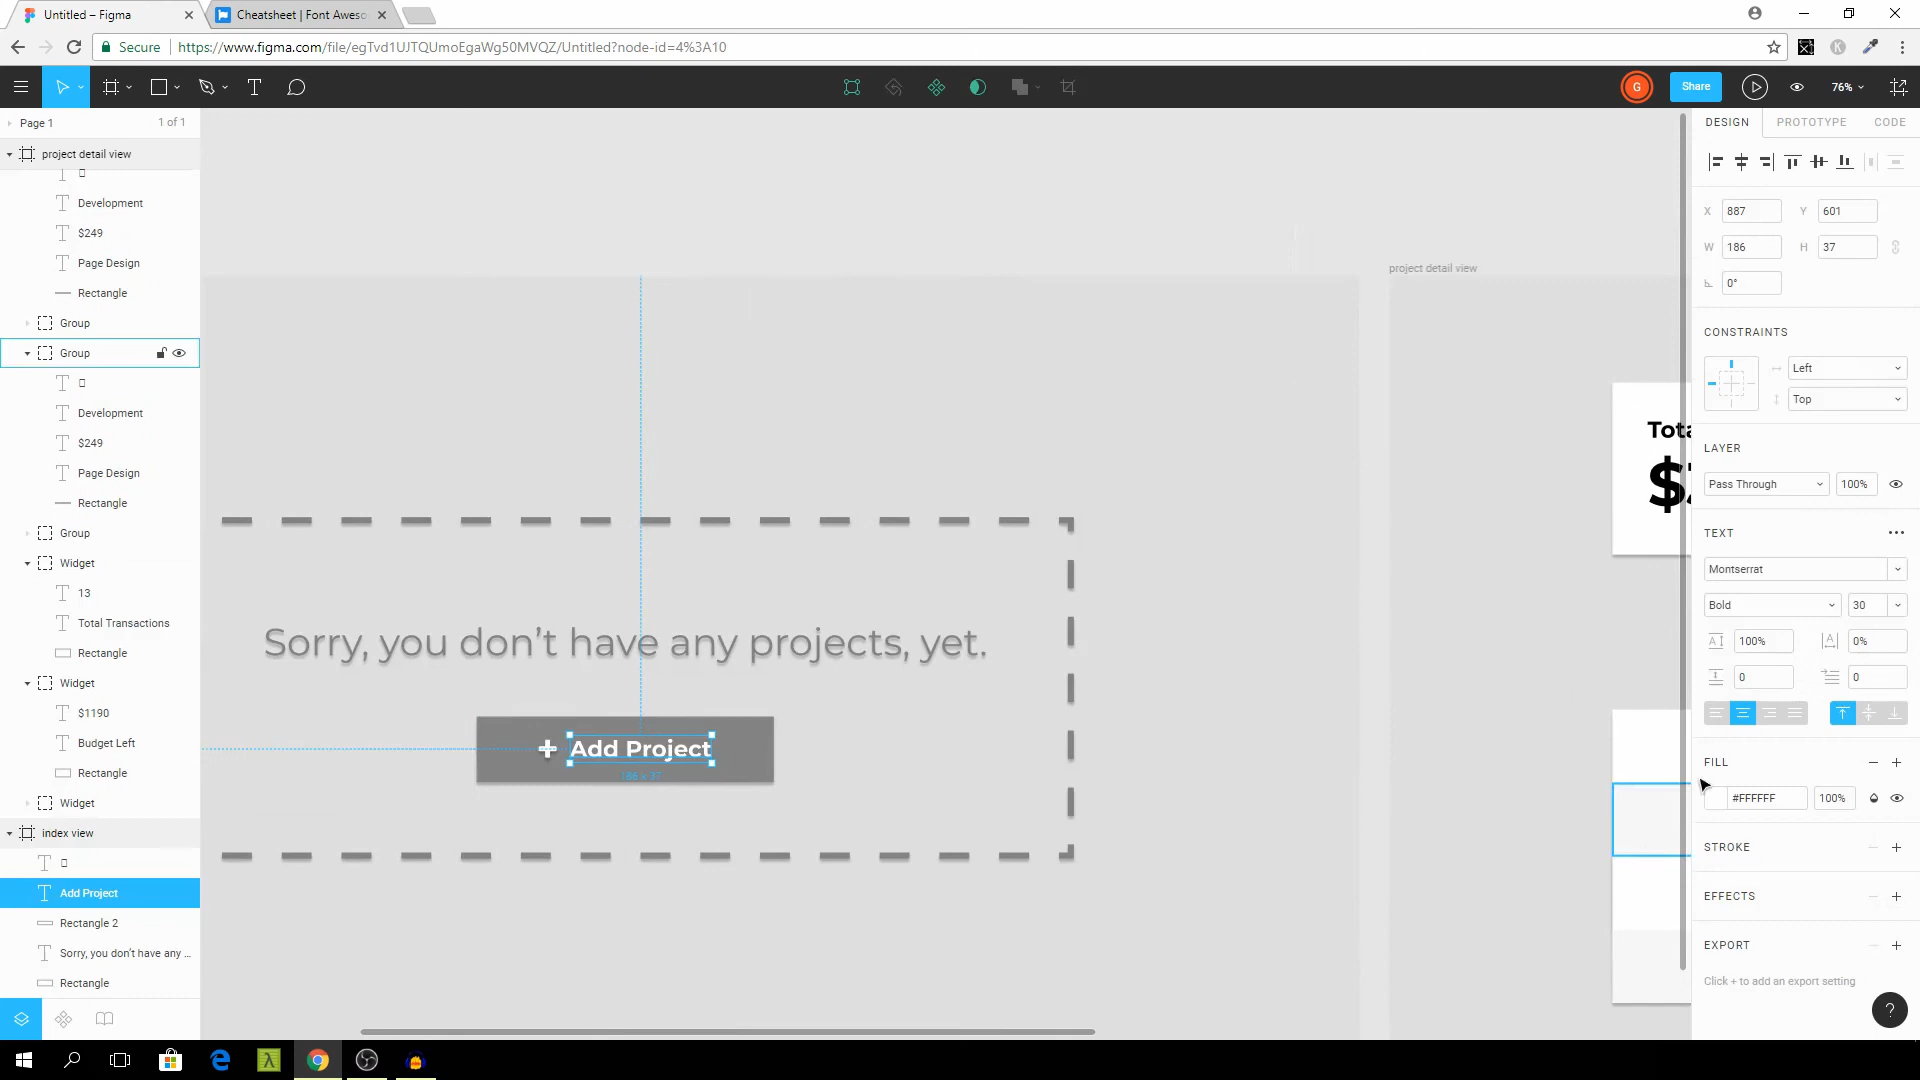 Untitled – Figma
Cheatsheet | Font Aweso
Secure
https://www.figma.com/file/egTvd1UJTQUmoEgaWg50MVQZ/Untitled?node-id=4%3A10
K
G
Share
76%
Page 1
1 of 1
DESIGN
PROTOTYPE
CODE
project detail view
Development
$249
Page Design
Rectangle
Group
Group
Development
$249
Page Design
Rectangle
Group
Widget
13
Total Transactions
Rectangle
Widget
$1190
Budget Left
Rectangle
Widget
index view
Add Project
Rectangle 2
Sorry, you don't have any ...
Rectangle
project detail view
Tota
Sorry, you don't have any projects, yet.
+ Add Project
186 x 37
X 887
Y 601
W 186
H 37
0°
CONSTRAINTS
Left
Top
LAYER
Pass Through
100%
TEXT
Montserrat
Bold
30
100%
0%
0
0
FILL
#FFFFFF
100%
STROKE
EFFECTS
EXPORT
Click + to add an export setting
?